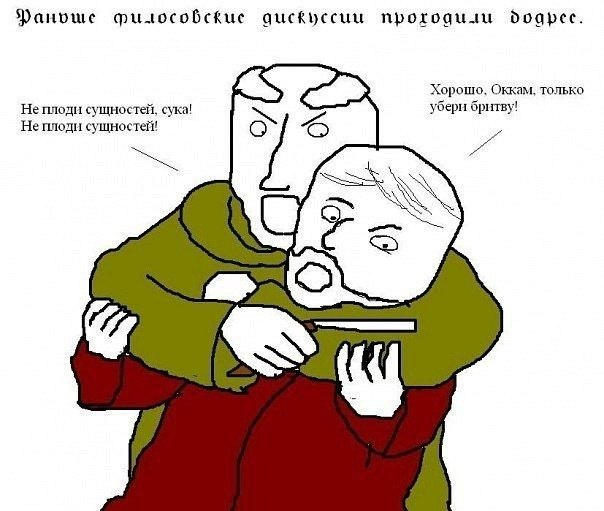 Раньше философские дискуссии проходили бодрее.
Не плоди сущностей, сука!
Не плоди сущностей!
Хорошо, Оккам, только
убери бритву!